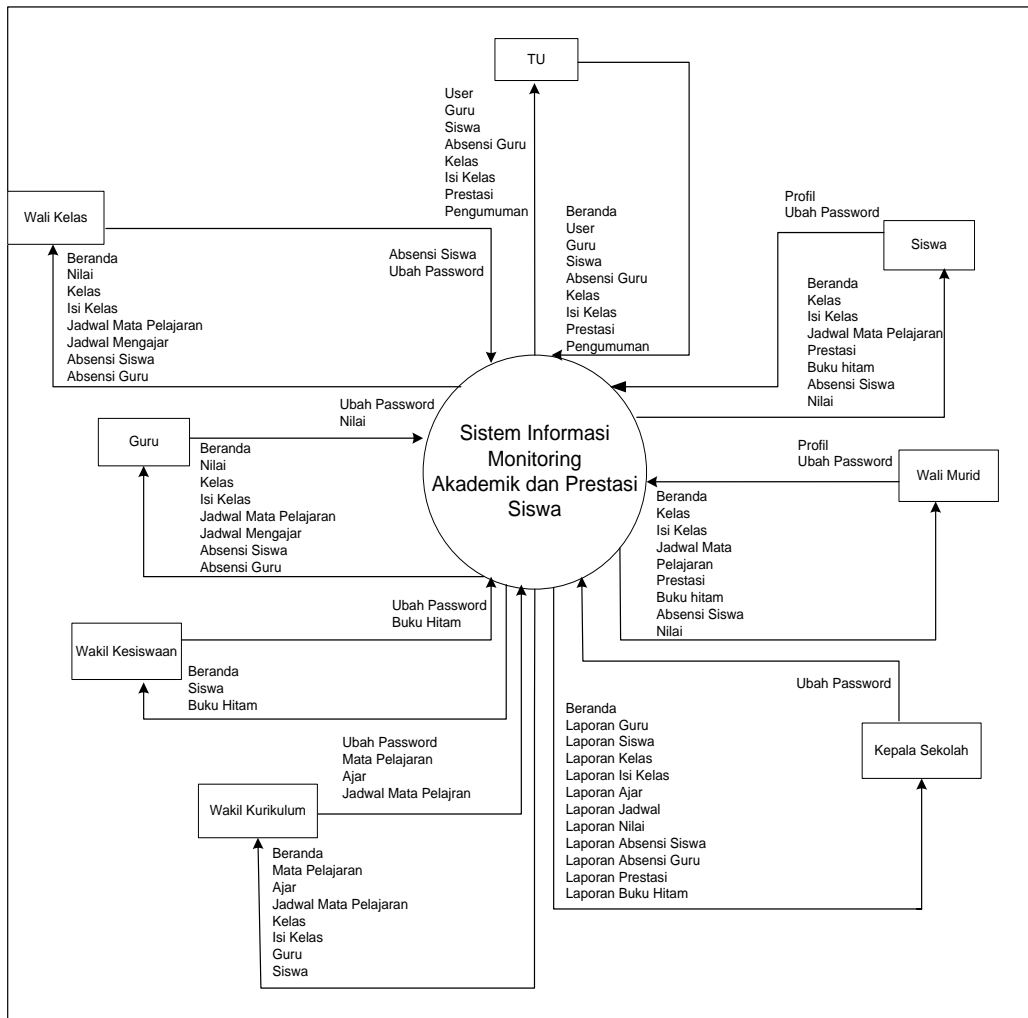 TU
User
Guru
Siswa
Absensi Guru
Kelas
Isi Kelas
Prestasi
Pengumuman
Beranda
User
Guru
Siswa
Absensi Guru
Kelas
Isi Kelas
Prestasi
Pengumuman
Wali Kelas
Absensi Siswa
Ubah Password
Beranda
Nilai
Kelas
Isi Kelas
Jadwal Mata Pelajaran
Jadwal Mengajar
Absensi Siswa
Absensi Guru
Profil
Ubah Password
Siswa
Beranda
Kelas
Isi Kelas
Jadwal Mata Pelajaran
Prestasi
Buku hitam
Absensi Siswa
Nilai
Guru
Ubah Password
Nilai
Beranda
Nilai
Kelas
Isi Kelas
Jadwal Mata Pelajaran
Jadwal Mengajar
Absensi Siswa
Absensi Guru
Sistem Informasi
Monitoring
Akademik dan Prestasi
Siswa
Profil
Ubah Password
Wali Murid
Beranda
Kelas
Isi Kelas
Jadwal Mata
Pelajaran
Prestasi
Buku hitam
Absensi Siswa
Nilai
Wakil Kesiswaan
Ubah Password
Buku Hitam
Beranda
Siswa
Buku Hitam
Ubah Password
Kepala Sekolah
Beranda
Laporan Guru
Laporan Siswa
Laporan Kelas
Laporan Isi Kelas
Laporan Ajar
Laporan Jadwal
Laporan Nilai
Laporan Absensi Siswa
Laporan Absensi Guru
Laporan Prestasi
Laporan Buku Hitam
Ubah Password
Mata Pelajaran
Ajar
Jadwal Mata Pelajran
Wakil Kurikulum
Beranda
Mata Pelajaran
Ajar
Jadwal Mata Pelajaran
Kelas
Isi Kelas
Guru
Siswa